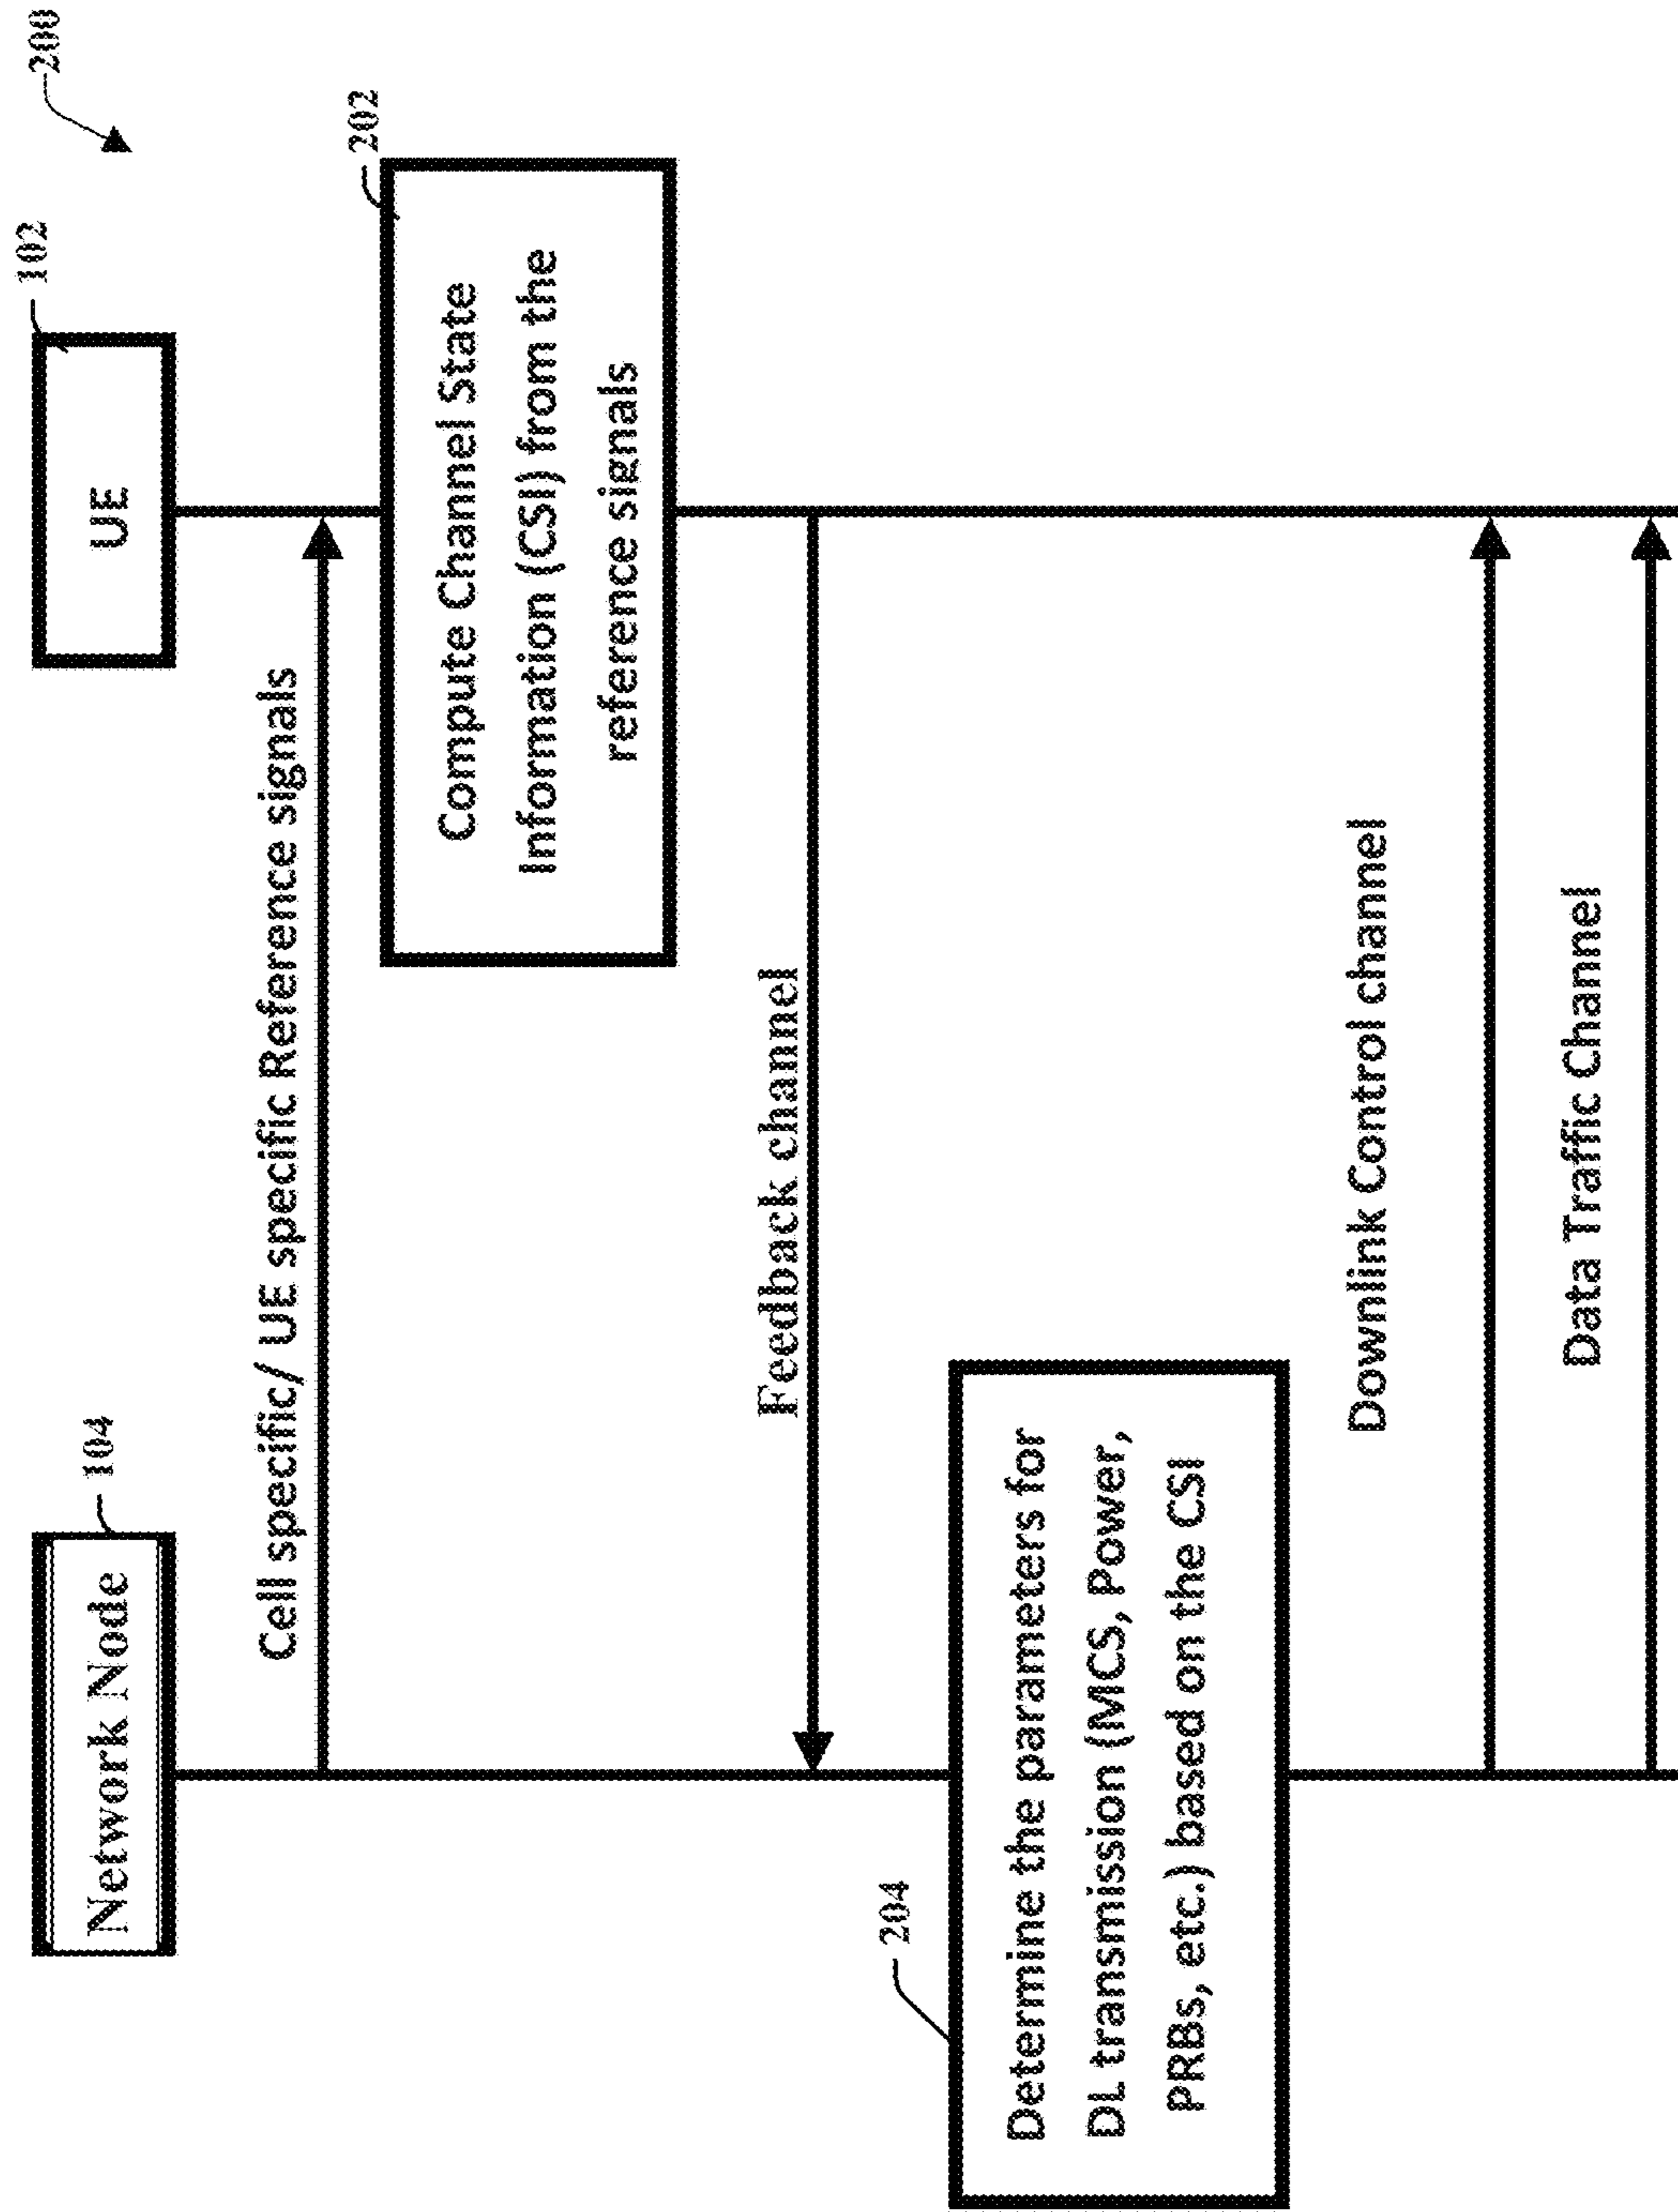 200
Network Node
104
UE
102
Cell specific/ UE specific Reference signals
202
Compute Channel State
Information (CSI) from the
reference signals
Feedback channel
204
Determine the parameters for
DL transmission (MCS, Power,
PRBs, etc.) based on the CSI
Downlink Control channel
Data Traffic Channel